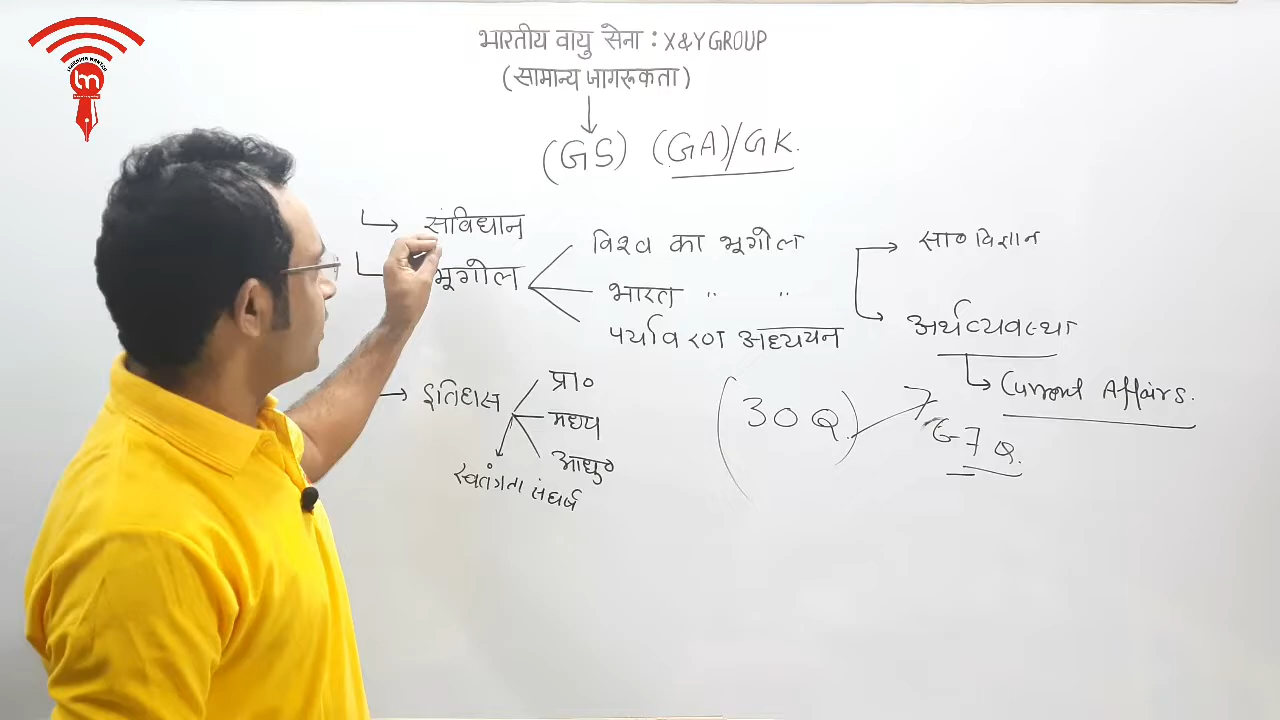 भारतीय वायु सेना : X & Y GROUP
(सामान्य जागरूकता)
(GS) (GA)/GK.
संविधान
भूगोल
विश्व का भूगोल
भारत " "
पर्यावरण अध्ययन
सा० विज्ञान
अर्थव्यवस्था
Current Affairs.
इतिहास
प्रा०
मध्य
आधु०
स्वतंत्रता संघर्ष
(30 Q)
6-7 Q.